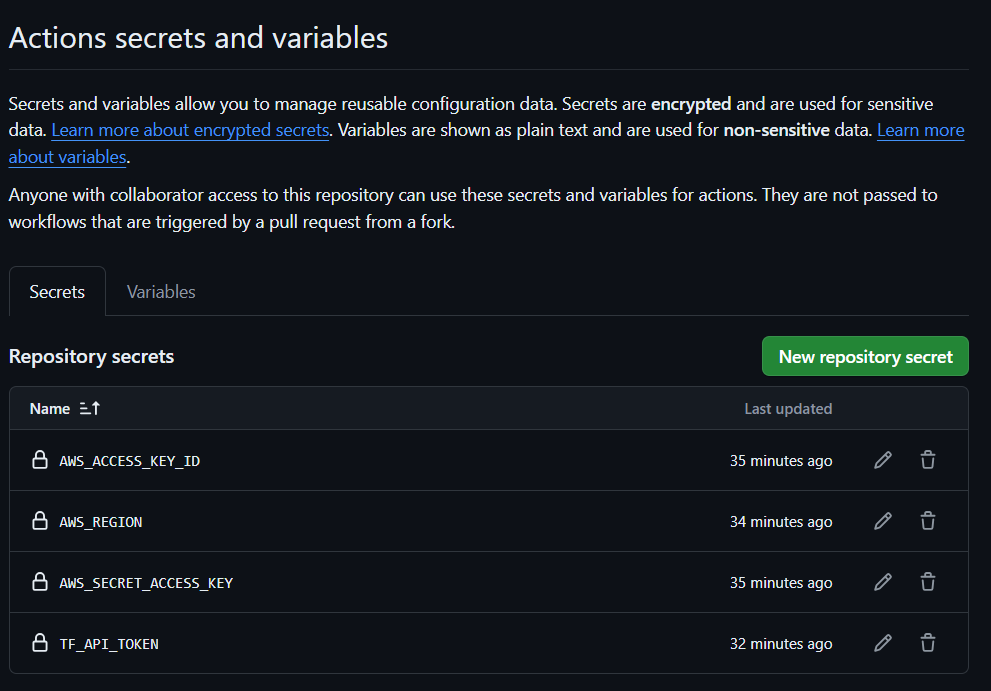 Actions secrets and variables
Secrets and variables allow you to manage reusable configuration data. Secrets are encrypted and are used for sensitive
data. Learn more about encrypted secrets. Variables are shown as plain text and are used for non-sensitive data. Learn more
about variables.
Anyone with collaborator access to this repository can use these secrets and variables for actions. They are not passed to
workflows that are triggered by a pull request from a fork.
Secrets Variables
Repository secrets New repository secret
Name Last updated
AWS_ACCESS_KEY_ID 35 minutes ago
AWS_REGION 34 minutes ago
AWS_SECRET_ACCESS_KEY 35 minutes ago
TF_API_TOKEN 32 minutes ago